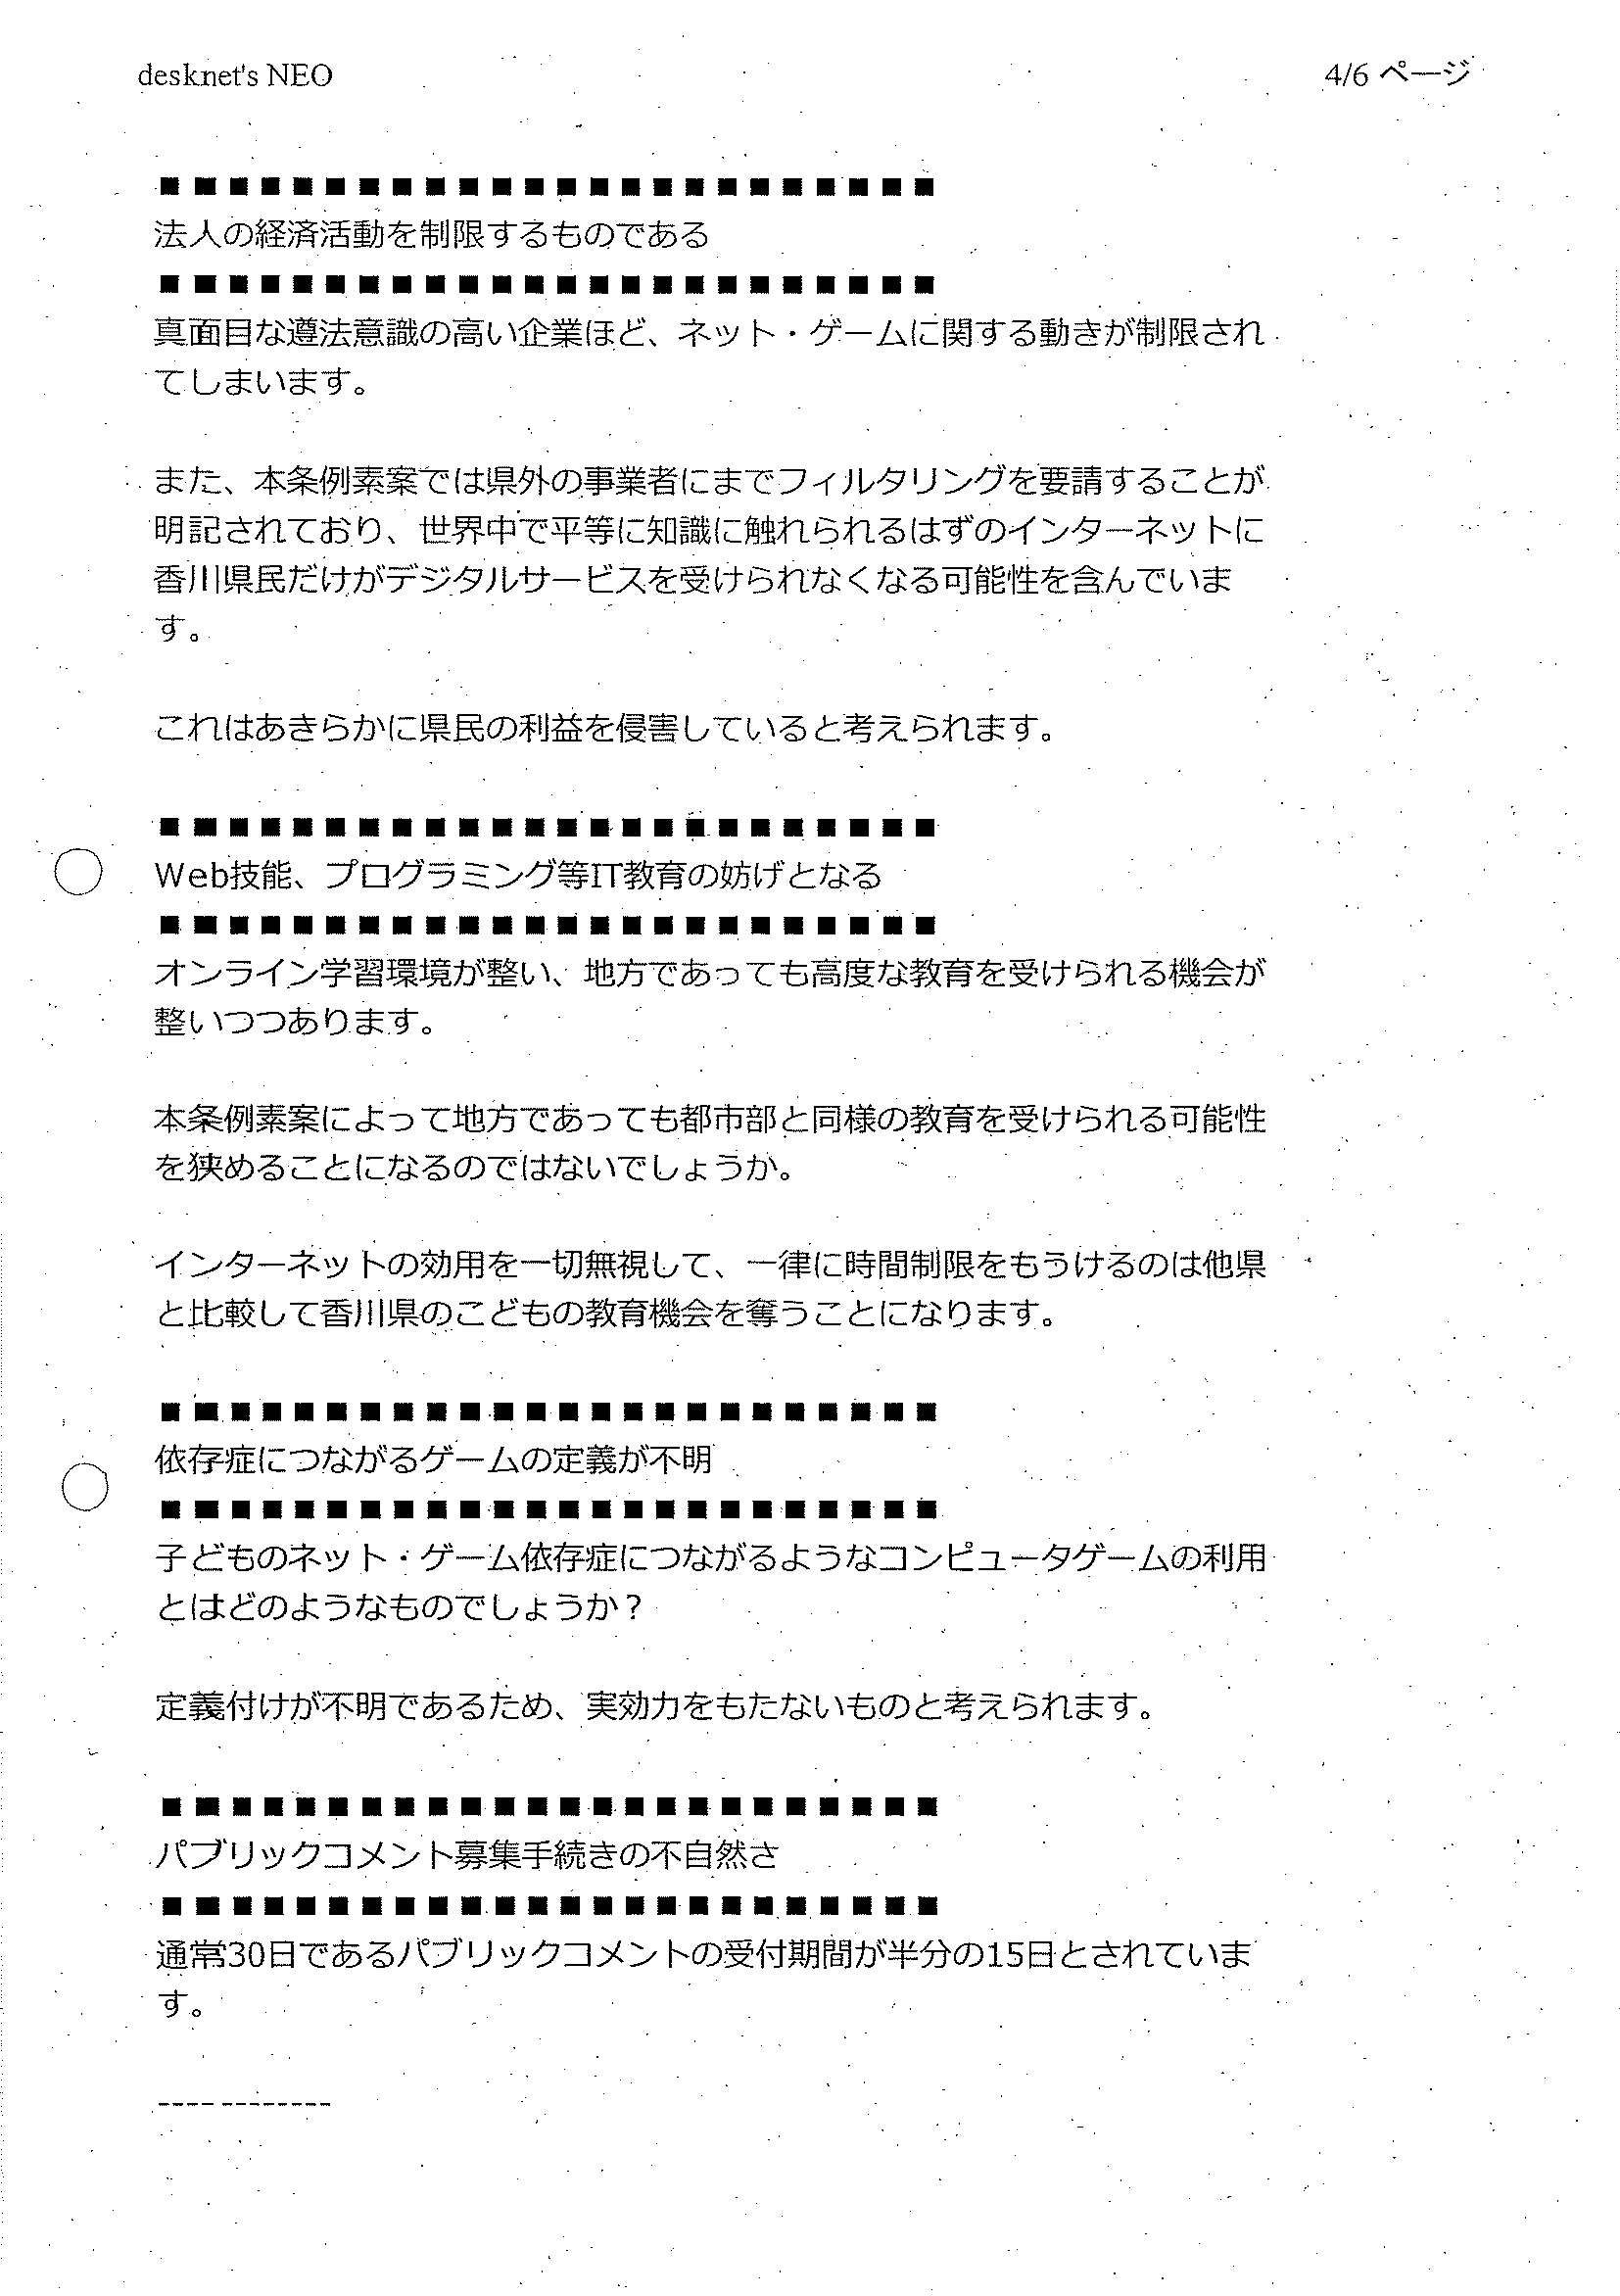 desknet's NEO
4/6 ページ
■■■■■■■■■■■■■■■■■■■■■■■■
法人の経済活動を制限するものである
■■■■■■■■■■■■■■■■■■■■■■■■
真面目な遵法意識の高い企業ほど、ネット・ゲームに関する動きが制限され
てしまいます。
また、本条例素案では県外の事業者にまでフィルタリングを要請することが
明記されており、世界中で平等に知識に触れられるはずのインターネットに
香川県民だけがデジタルサービスを受けられなくなる可能性を含んでいま
す。
これはあきらかに県民の利益を侵害していると考えられます。
■■■■■■■■■■■■■■■■■■■■■■■■
Web技能、プログラミング等IT教育の妨げとなる
■■■■■■■■■■■■■■■■■■■■■■■■
オンライン学習環境が整い、地方であっても高度な教育を受けられる機会が
整いつつあります。
本条例素案によって地方であっても都市部と同様の教育を受けられる可能性
を狭めることになるのではないでしょうか。
インターネットの効用を一切無視して、一律に時間制限をもうけるのは他県
と比較して香川県のこどもの教育機会を奪うことになります。
■■■■■■■■■■■■■■■■■■■■■■■■
依存症につながるゲームの定義が不明
■■■■■■■■■■■■■■■■■■■■■■■■
子どものネット・ゲーム依存症につながるようなコンピュータゲームの利用
とはどのようなものでしょうか？
定義付けが不明であるため、実効力をもたないものと考えられます。
■■■■■■■■■■■■■■■■■■■■■■■■
パブリックコメント募集手続きの不自然さ
■■■■■■■■■■■■■■■■■■■■■■■■
通常30日であるパブリックコメントの受付期間が半分の15日とされていま
す。
-------------